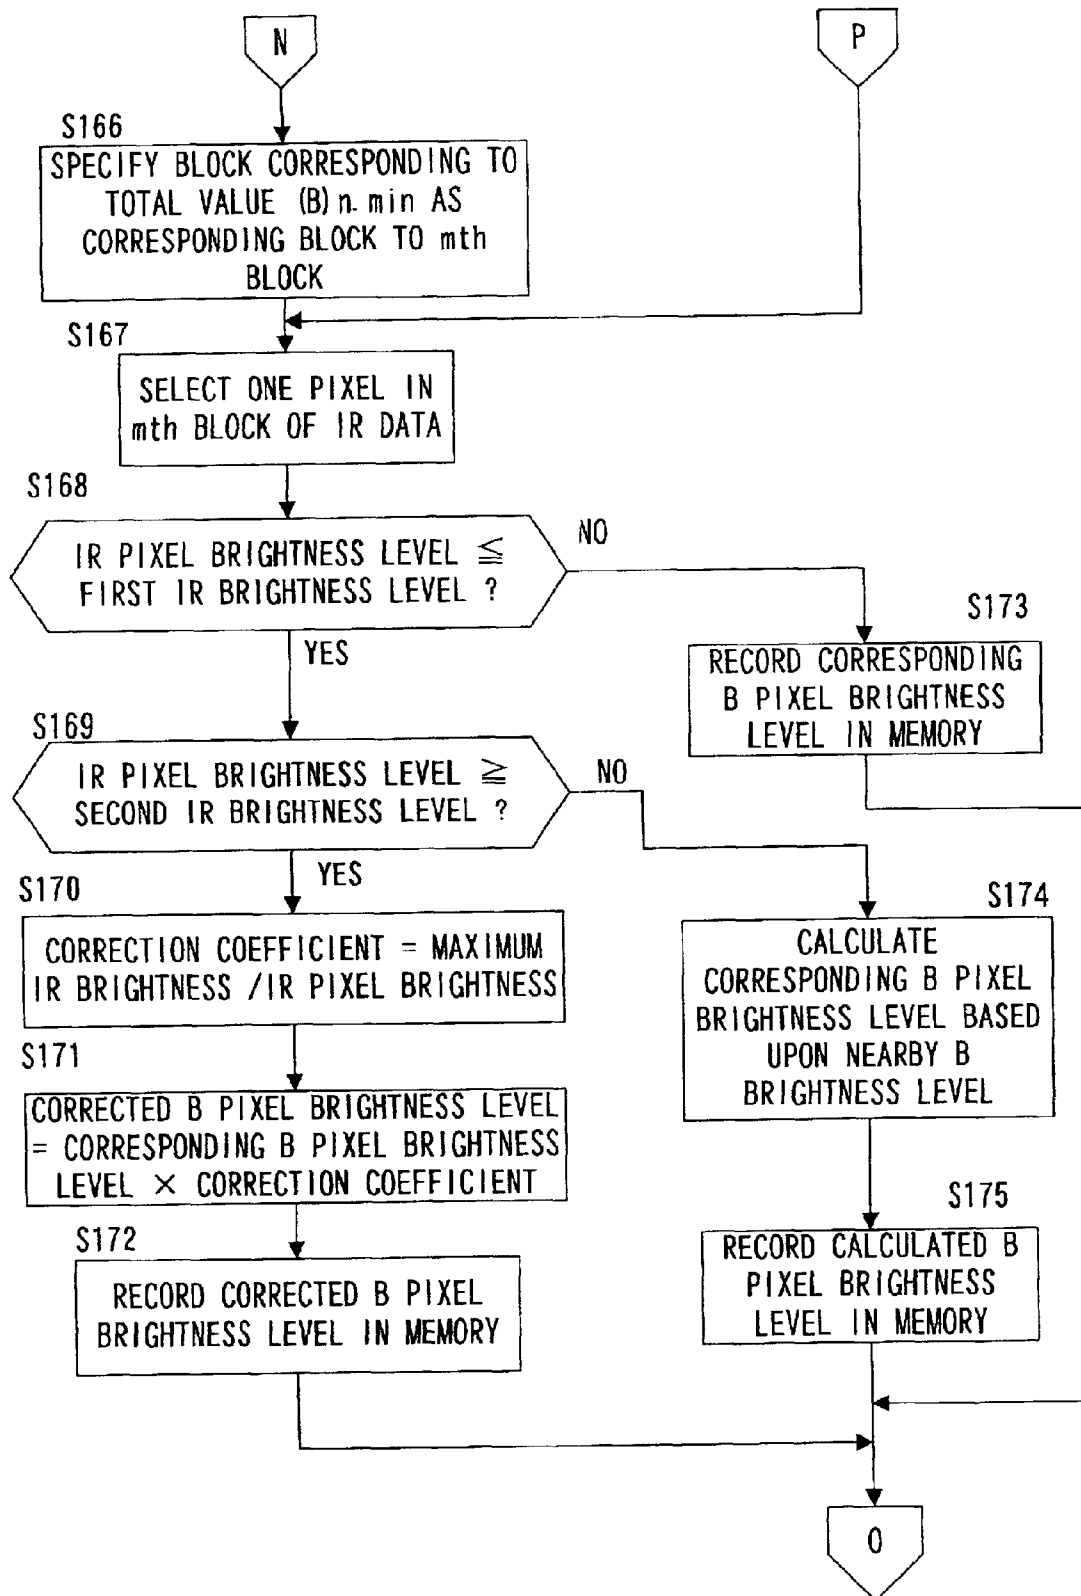 N
P
S166
SPECIFY BLOCK CORRESPONDING TO
TOTAL VALUE (B)n.min AS
CORRESPONDING BLOCK TO mth
BLOCK
S167
SELECT ONE PIXEL IN
mth BLOCK OF IR DATA
S168
IR PIXEL BRIGHTNESS LEVEL ≦
FIRST IR BRIGHTNESS LEVEL ?
NO
YES
S173
RECORD CORRESPONDING
B PIXEL BRIGHTNESS
LEVEL IN MEMORY
S169
IR PIXEL BRIGHTNESS LEVEL ≧
SECOND IR BRIGHTNESS LEVEL ?
NO
YES
S170
CORRECTION COEFFICIENT = MAXIMUM
IR BRIGHTNESS /IR PIXEL BRIGHTNESS
S174
CALCULATE
CORRESPONDING B PIXEL
BRIGHTNESS LEVEL BASED
UPON NEARBY B
BRIGHTNESS LEVEL
S171
CORRECTED B PIXEL BRIGHTNESS LEVEL
= CORRESPONDING B PIXEL BRIGHTNESS
LEVEL × CORRECTION COEFFICIENT
S172
RECORD CORRECTED B PIXEL
BRIGHTNESS LEVEL IN MEMORY
S175
RECORD CALCULATED B
PIXEL BRIGHTNESS
LEVEL IN MEMORY
O